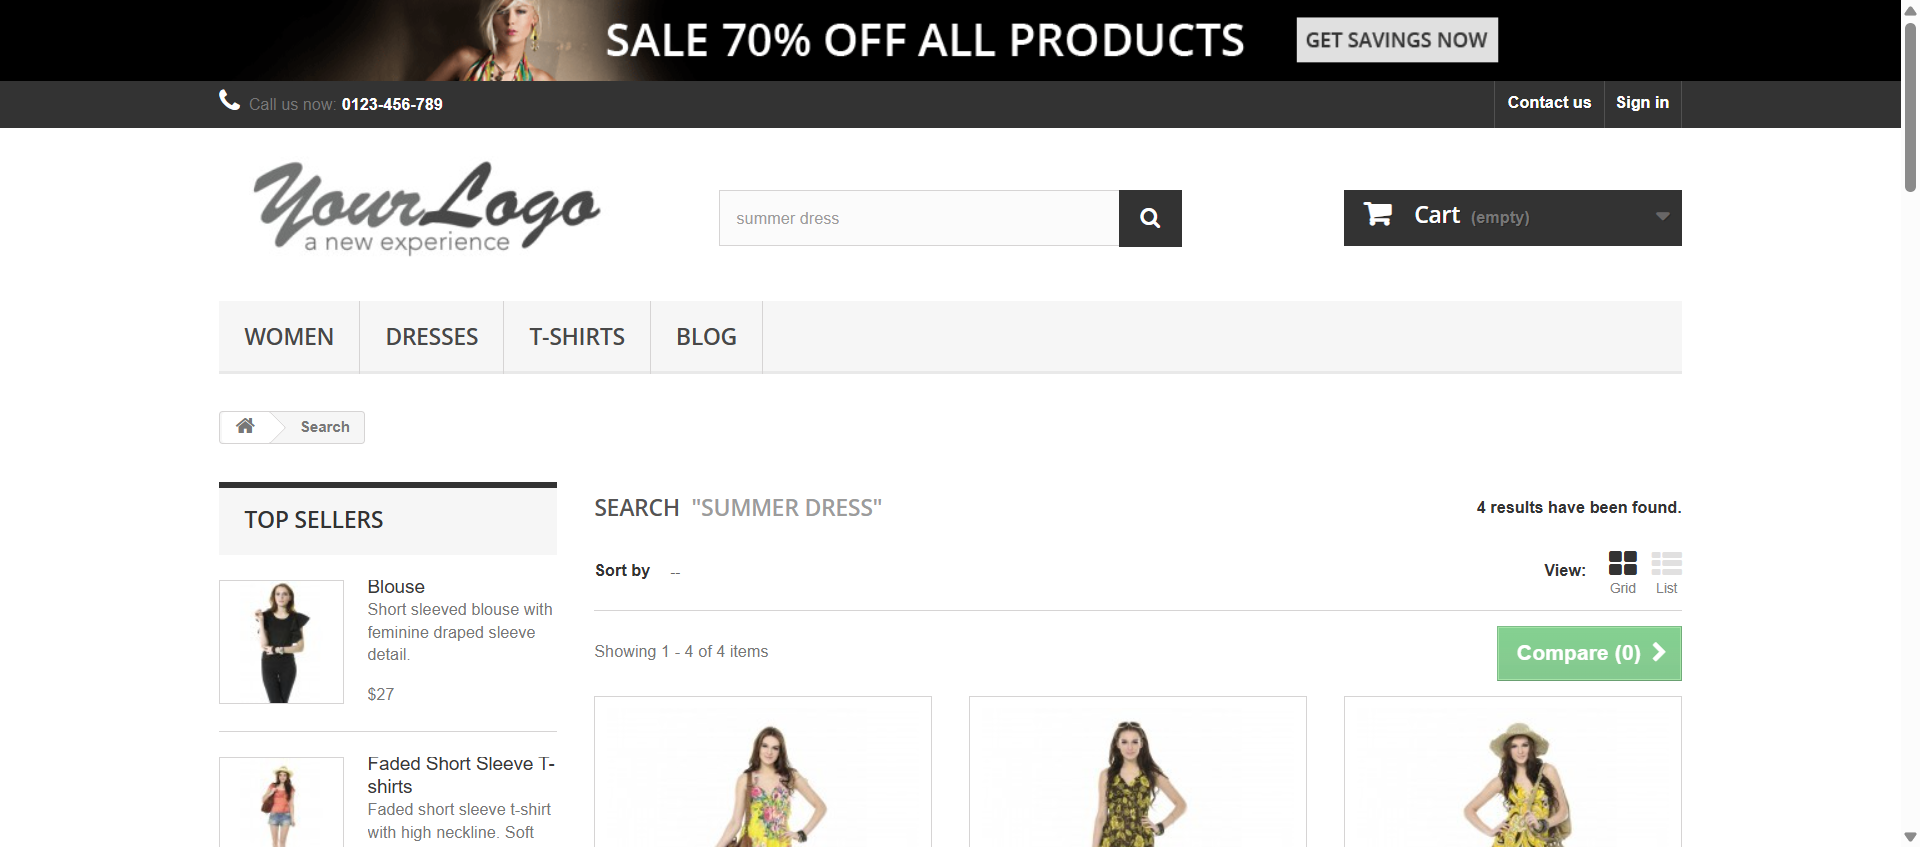 SALE 70% OFF ALL PRODUCTS
GET SAVINGS NOW
Call us now: 0123-456-789
Contact us
Sign in
YourLogo
a new experience
summer dress
Cart (empty)
WOMEN
DRESSES
T-SHIRTS
BLOG
Search
TOP SELLERS
Blouse
Short sleeved blouse with
feminine draped sleeve
detail.
$27
Faded Short Sleeve T-
shirts
Faded short sleeve t-shirt
with high neckline. Soft
SEARCH "SUMMER DRESS"
4 results have been found.
Sort by --
View:
Grid
List
Showing 1 - 4 of 4 items
Compare (0)